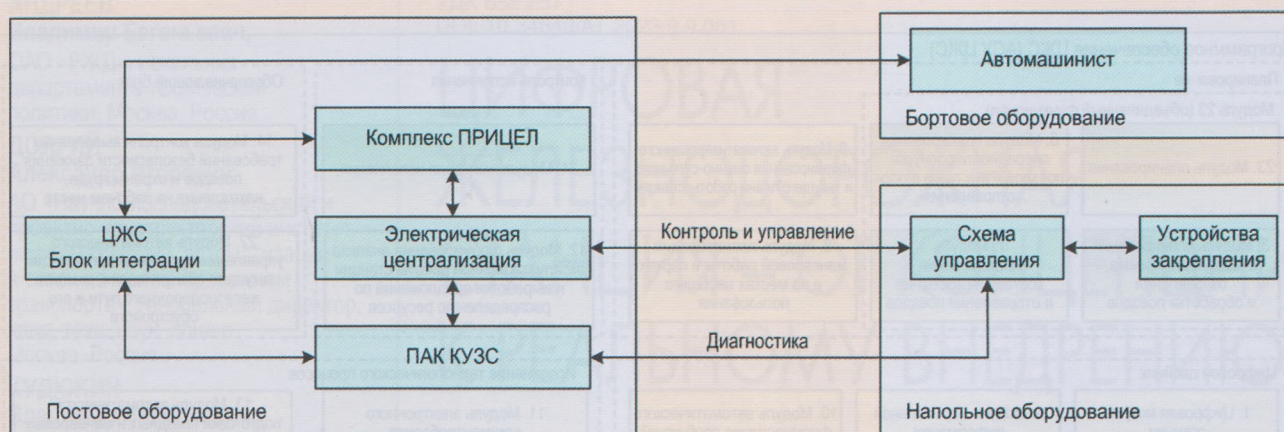 Автомашинист
Бортовое оборудование
Комплекс ПРИЦЕЛ
ЦЖС
Блок интеграции
Электрическая
централизация
Контроль и управление
Схема
управления
Устройства
закрепления
ПАК КУЗС
Диагностика
Постовое оборудование
Напольное оборудование